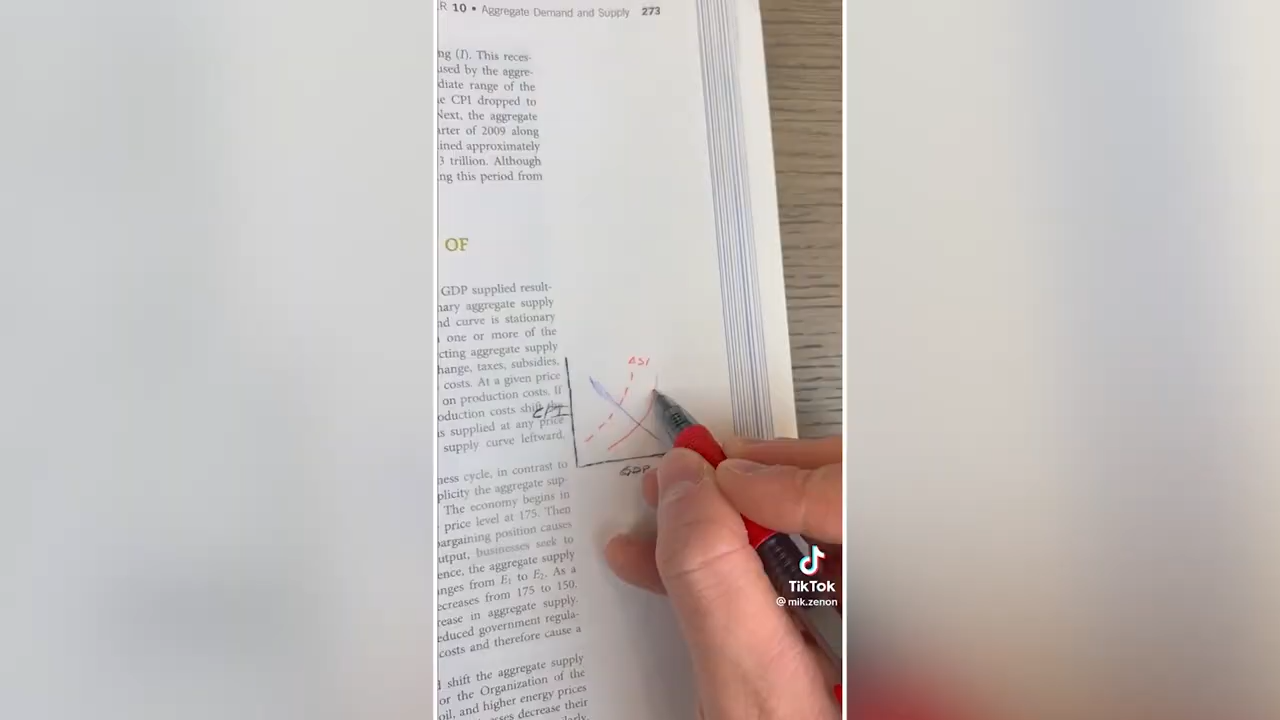 R 10 • Aggregate Demand and Supply 273
ng (I). This reces-
used by the aggre-
diate range of the
e CPI dropped to
Next, the aggregate
arter of 2009 along
ined approximately
3 trillion. Although
ng this period from
OF
GDP supplied result-
nary aggregate supply
nd curve is stationary
one or more of the
cting aggregate supply
hange, taxes, subsidies,
costs. At a given price
on production costs. If
oduction costs shift the
is supplied at any price
supply curve leftward.
AS1
CPI
GDP
ness cycle, in contrast to
plicity the aggregate sup-
The economy begins in
price level at 175. Then
bargaining position causes
utput, businesses seek to
ence, the aggregate supply
nges from E1 to E2. As a
ecreases from 175 to 150.
rease in aggregate supply.
educed government regula-
costs and therefore cause a
l shift the aggregate supply
or the Organization of the
oil, and higher energy prices
sses decrease their
TikTok
@mik.zenon